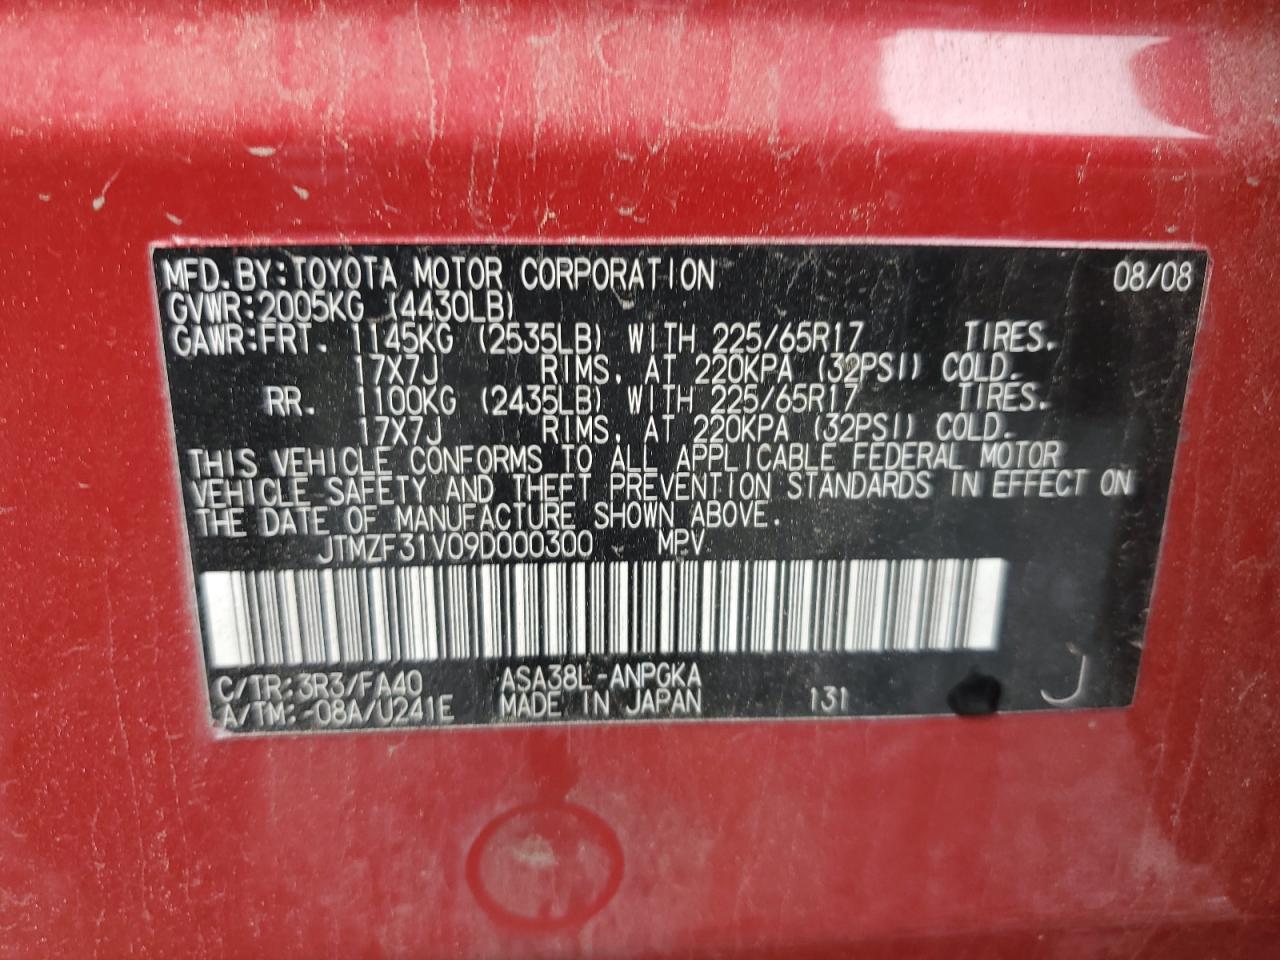 MFD. BY: TOYOTA MOTOR CORPORATION 08/08
GVWR: 2005KG (4430LB)
GAWR: FRT. 1145KG (2535LB) WITH 225/65R17 TIRES.
17X7J RIMS. AT 220KPA (32PSI) COLD.
RR. 1100KG (2435LB) WITH 225/65R17 TIRES.
17X7J RIMS. AT 220KPA (32PSI) COLD.
THIS VEHICLE CONFORMS TO ALL APPLICABLE FEDERAL MOTOR
VEHICLE SAFETY AND THEFT PREVENTION STANDARDS IN EFFECT ON
THE DATE OF MANUFACTURE SHOWN ABOVE.
JTMZF31V09D000300 MPV
C/TR: 3R3/FA40 ASA38L-ANPGKA
A/TM: -08A/U241E MADE IN JAPAN 131 J